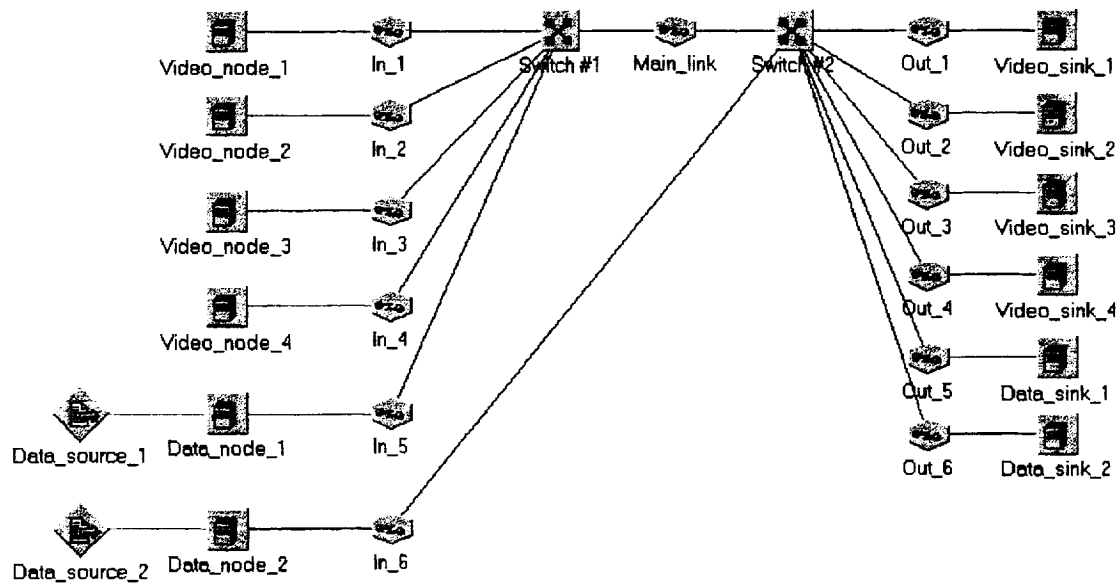 Video_node_1 In_1 Switch #1 Main_link Switch #2 Out_1 Video_sink_1
Video_node_2 In_2 Out_2 Video_sink_2
Video_node_3 In_3 Out_3 Video_sink_3
Video_node_4 In_4 Out_4 Video_sink_4
Data_source_1 Data_node_1 In_5 Out_5 Data_sink_1
Out_6 Data_sink_2
Data_source_2 Data_node_2 In_6